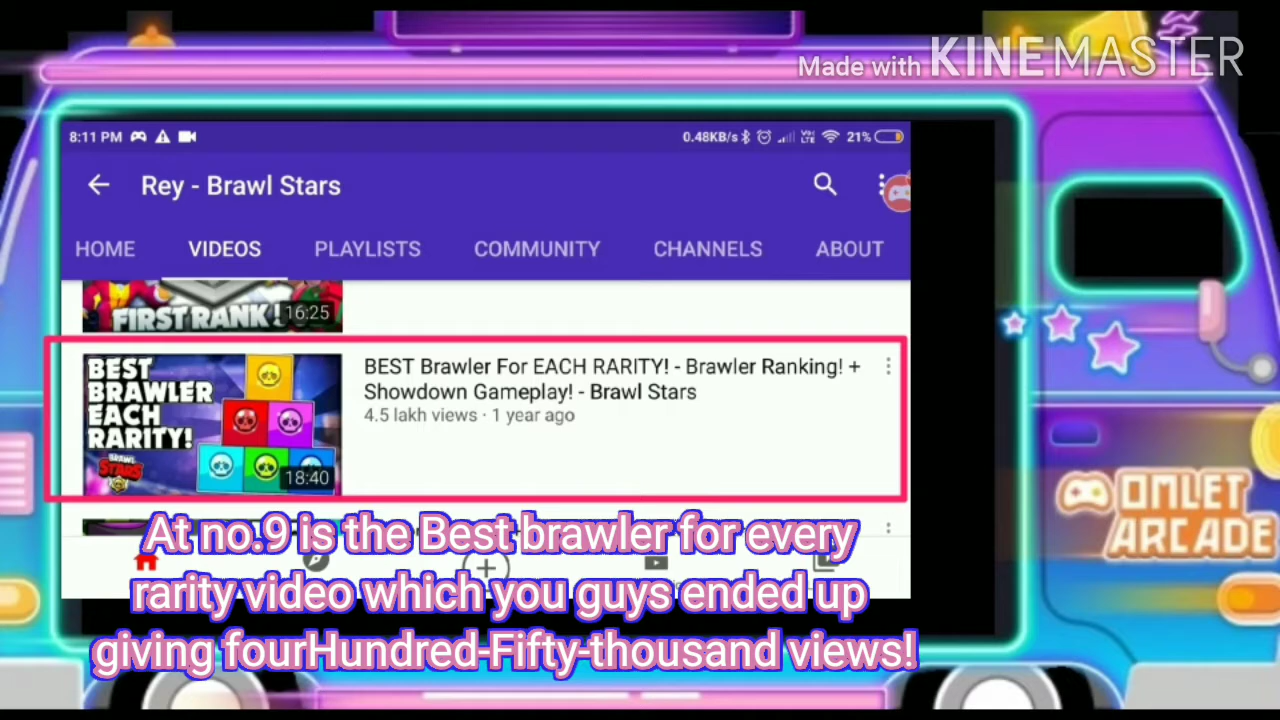 Made with KINEMASTER
8:11 PM
0.48KB/s
21%
Rey - Brawl Stars
HOME VIDEOS PLAYLISTS COMMUNITY CHANNELS ABOUT
FIRST RANK!
16:25
BEST
BRAWLER
EACH
RARITY!
BRAWL
STARS
18:40
BEST Brawler For EACH RARITY! - Brawler Ranking! +
Showdown Gameplay! - Brawl Stars
4.5 lakh views · 1 year ago
At no.9 is the Best brawler for every
rarity video which you guys ended up
giving fourHundred-Fifty-thousand views!
OMLET
ARCADE